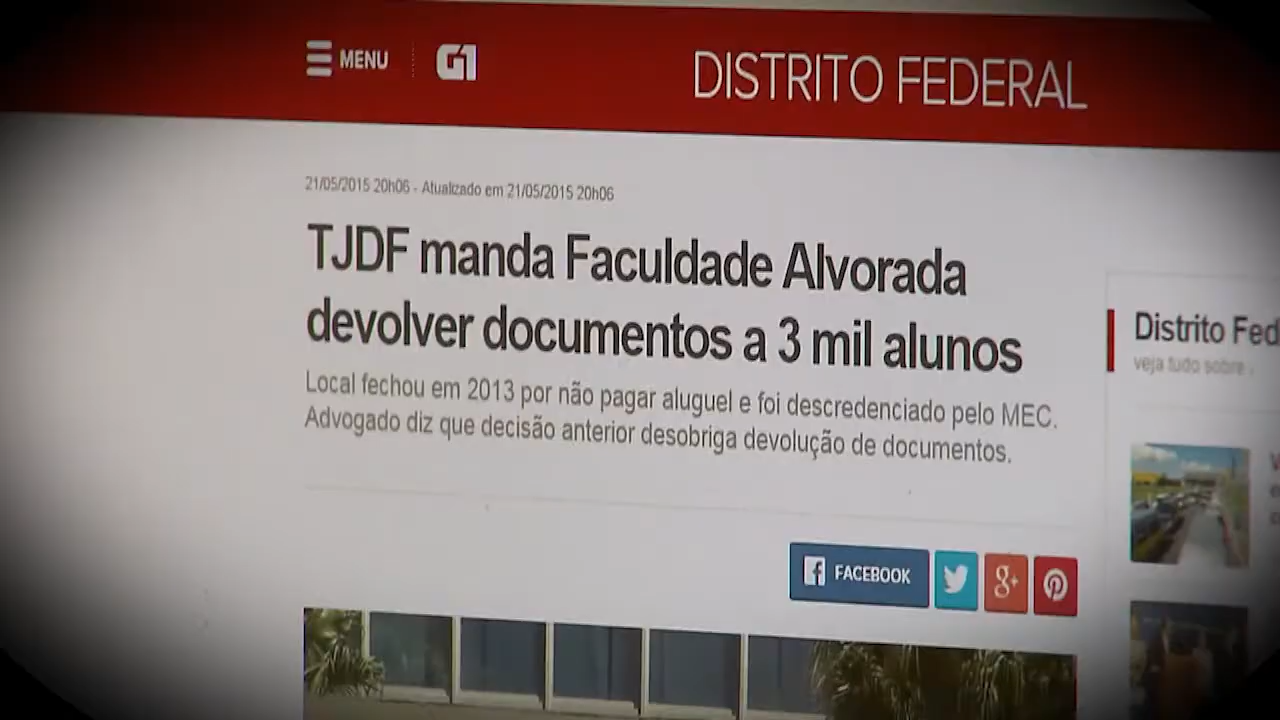 MENU
G1
DISTRITO FEDERAL
21/05/2015 20h06 - Atualizado em 21/05/2015 20h06
TJDF manda Faculdade Alvorada
devolver documentos a 3 mil alunos
Local fechou em 2013 por não pagar aluguel e foi descredenciado pelo MEC.
Advogado diz que decisão anterior desobriga devolução de documentos.
Distrito Fed
veja tudo sobre
FACEBOOK
g+